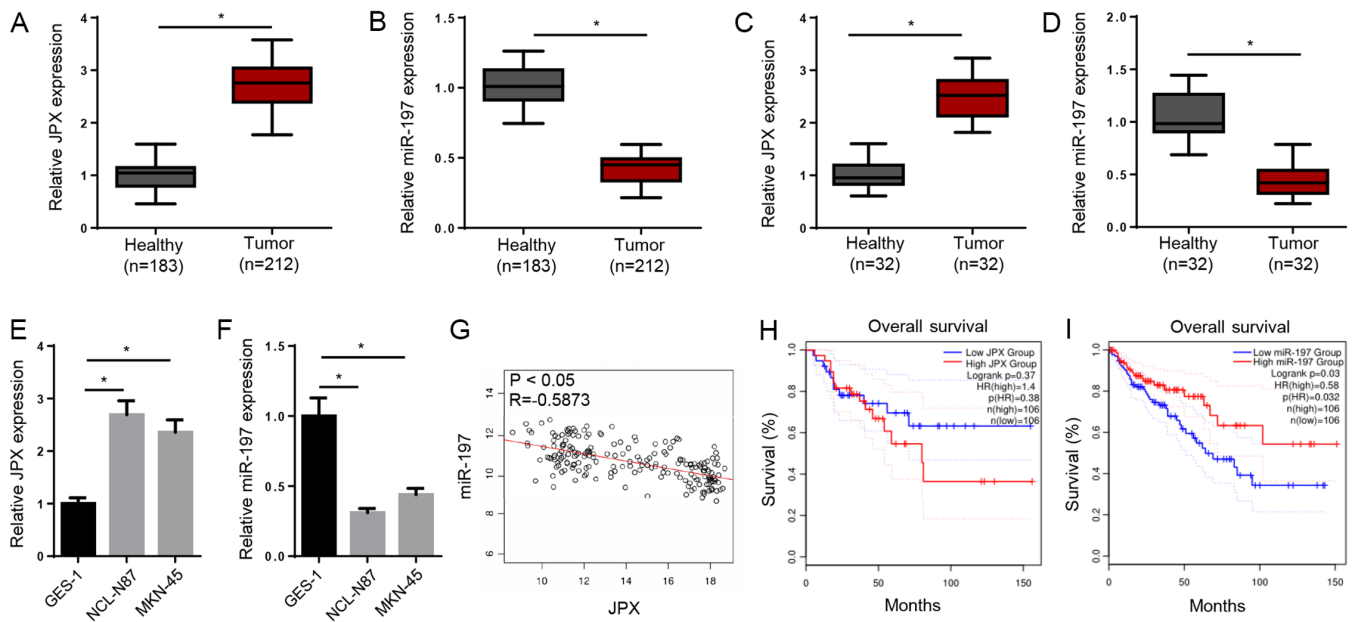 A
Relative JPX expression
4
3
2
1
0
*
Healthy
(n=183)
Tumor
(n=212)
B
Relative miR-197 expression
1.5
1.0
0.5
0.0
*
Healthy
(n=183)
Tumor
(n=212)
C
Relative JPX expression
4
3
2
1
0
*
Healthy
(n=32)
Tumor
(n=32)
D
Relative miR-197 expression
2.0
1.5
1.0
0.5
0.0
*
Healthy
(n=32)
Tumor
(n=32)
E
Relative JPX expression
4
3
2
1
0
*
*
GES-1
NCL-N87
MKN-45
F
Relative miR-197 expression
1.5
1.0
0.5
0.0
*
*
GES-1
NCL-N87
MKN-45
G
P < 0.05
R=-0.5873
miR-197
14
12
10
8
6
10 12 14 16 18
JPX
H
Overall survival
Low JPX Group
High JPX Group
Logrank p=0.37
HR(high)=1.4
p(HR)=0.38
n(high)=106
n(low)=106
Survival (%)
1.0
0.8
0.6
0.4
0.2
0.0
0 50 100 150
Months
I
Overall survival
Low miR-197 Group
High miR-197 Group
Logrank p=0.03
HR(high)=0.58
p(HR)=0.032
n(high)=106
n(low)=106
Survival (%)
1.0
0.8
0.6
0.4
0.2
0.0
0 50 100 150
Months